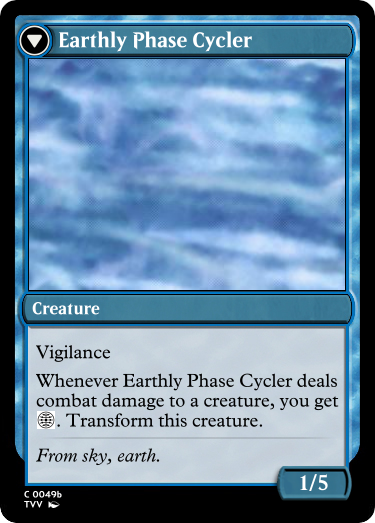 Earthly Phase Cycler
Creature
Vigilance
Whenever Earthly Phase Cycler deals
combat damage to a creature, you get
. Transform this creature.
From sky, earth.
1/5
C 0049b
TVV